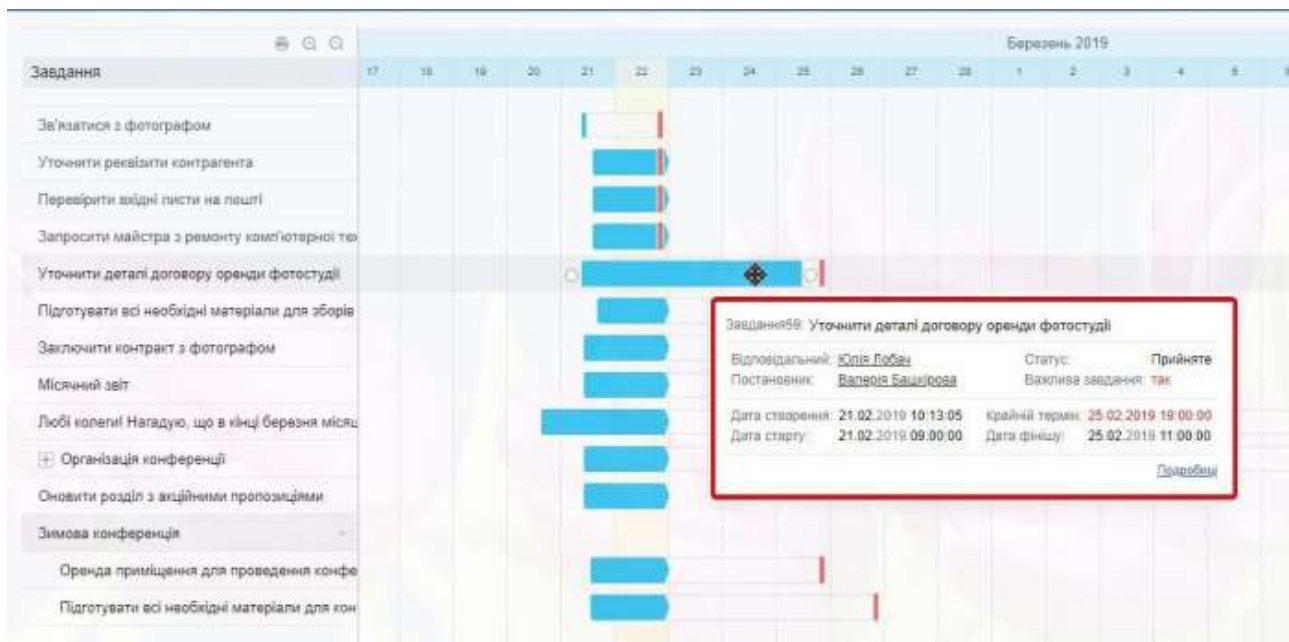 Березень 2019
Завдання
17 18 19 20 21 22 23 24 25 26 27 28 1 2 3 4 5
Зв'язатися з фотографом
Уточнити реквізити контрагента
Перевірити вхідні листи на пошті
Запросити майстра з ремонту комп'ютерної тех
Уточнити деталі договору оренди фотостудії
Підготувати всі необхідні матеріали для зборів
Заключити контракт з фотографом
Місячний звіт
Любі колеги! Нагадую, що в кінці березня місяц
Організація конференції
Оновити розділ з акційними пропозиціями
Зимова конференція
Оренда приміщення для проведення конфе
Підготувати всі необхідні матеріали для кон
Завдання59: Уточнити деталі договору оренди фотостудії
Відповідальний: Юлія Лобач Статус: Прийняте
Постановник: Валерія Башкірова Важлива завдання: так
Дата створення: 21.02.2019 10:13:05 Крайній термін: 25.02.2019 19:00:00
Дата старту: 21.02.2019 09:00:00 Дата фінішу: 25.02.2019 11:00:00
Подробиці